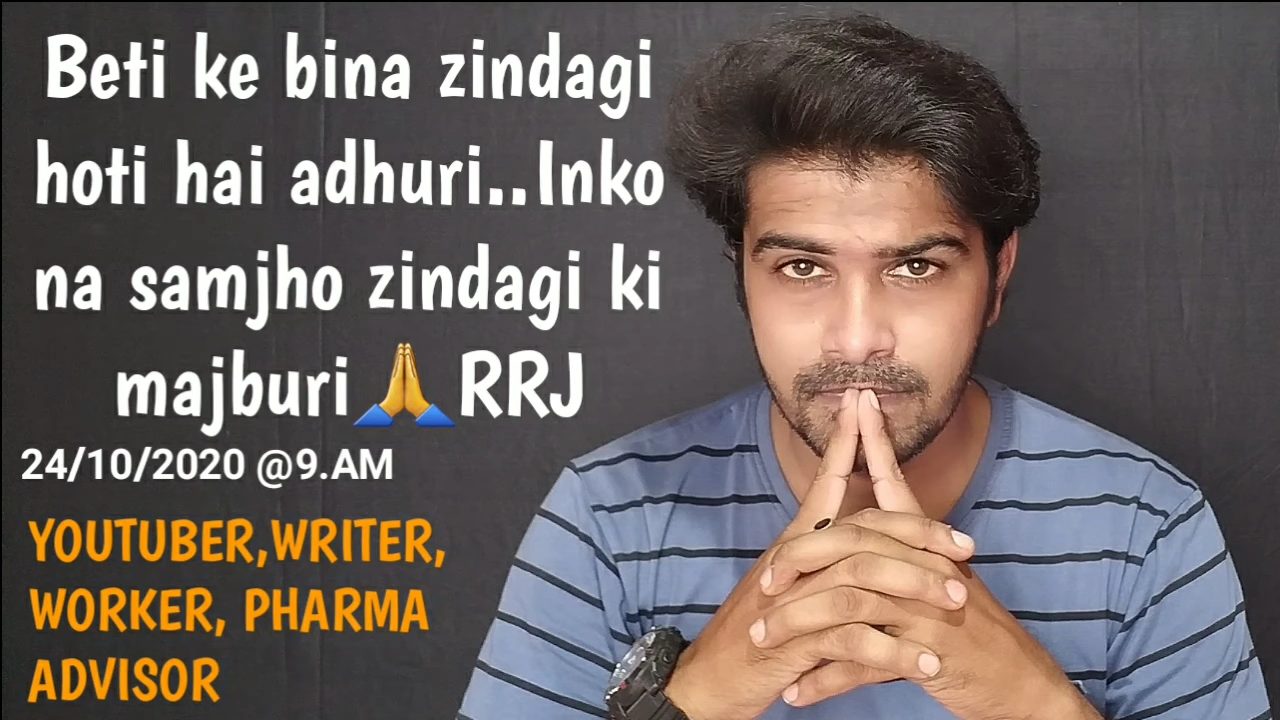 Beti ke bina zindagi
hoti hai adhuri..Inko
na samjho zindagi ki
majburi🙏RRJ
24/10/2020 @9.AM
YOUTUBER,WRITER,
WORKER, PHARMA
ADVISOR